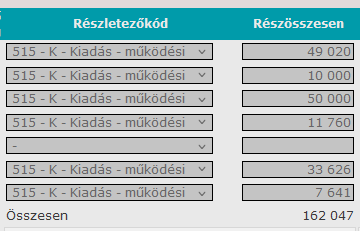 Részletezőkód Részösszesen
515 - K - Kiadás - működési 49 020
515 - K - Kiadás - működési 10 000
515 - K - Kiadás - működési 50 000
515 - K - Kiadás - működési 11 760
-
515 - K - Kiadás - működési 33 626
515 - K - Kiadás - működési 7 641
Összesen 162 047